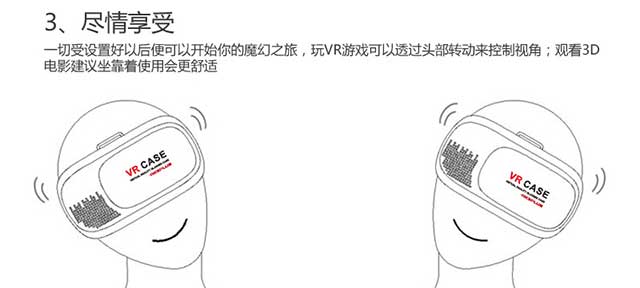 3、尽情享受
一切受设置好以后便可以开始你的魔幻之旅，玩VR游戏可以透过头部转动来控制视角；观看3D
电影建议坐靠着使用会更舒适
VR CASE
VR CASE